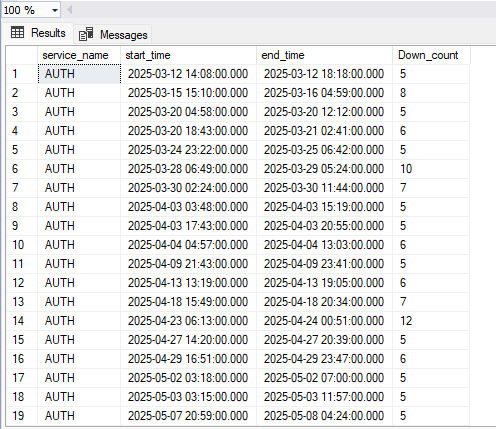 100 %
Results Messages
service_name start_time end_time Down_count
1 AUTH 2025-03-12 14:08:00.000 2025-03-12 18:18:00.000 5
2 AUTH 2025-03-15 15:10:00.000 2025-03-16 04:59:00.000 8
3 AUTH 2025-03-20 04:58:00.000 2025-03-20 12:12:00.000 5
4 AUTH 2025-03-20 18:43:00.000 2025-03-21 02:41:00.000 6
5 AUTH 2025-03-24 23:22:00.000 2025-03-25 06:42:00.000 5
6 AUTH 2025-03-28 06:49:00.000 2025-03-29 05:24:00.000 10
7 AUTH 2025-03-30 02:24:00.000 2025-03-30 11:44:00.000 7
8 AUTH 2025-04-03 03:48:00.000 2025-04-03 15:19:00.000 5
9 AUTH 2025-04-03 17:43:00.000 2025-04-03 20:55:00.000 5
10 AUTH 2025-04-04 04:57:00.000 2025-04-04 13:03:00.000 6
11 AUTH 2025-04-09 21:43:00.000 2025-04-09 23:41:00.000 5
12 AUTH 2025-04-13 13:19:00.000 2025-04-13 19:05:00.000 6
13 AUTH 2025-04-18 15:49:00.000 2025-04-18 20:34:00.000 7
14 AUTH 2025-04-23 06:13:00.000 2025-04-24 00:51:00.000 12
15 AUTH 2025-04-27 14:20:00.000 2025-04-27 20:39:00.000 5
16 AUTH 2025-04-29 16:51:00.000 2025-04-29 23:47:00.000 6
17 AUTH 2025-05-02 03:18:00.000 2025-05-02 07:00:00.000 5
18 AUTH 2025-05-03 03:15:00.000 2025-05-03 11:57:00.000 5
19 AUTH 2025-05-07 20:59:00.000 2025-05-08 04:24:00.000 5